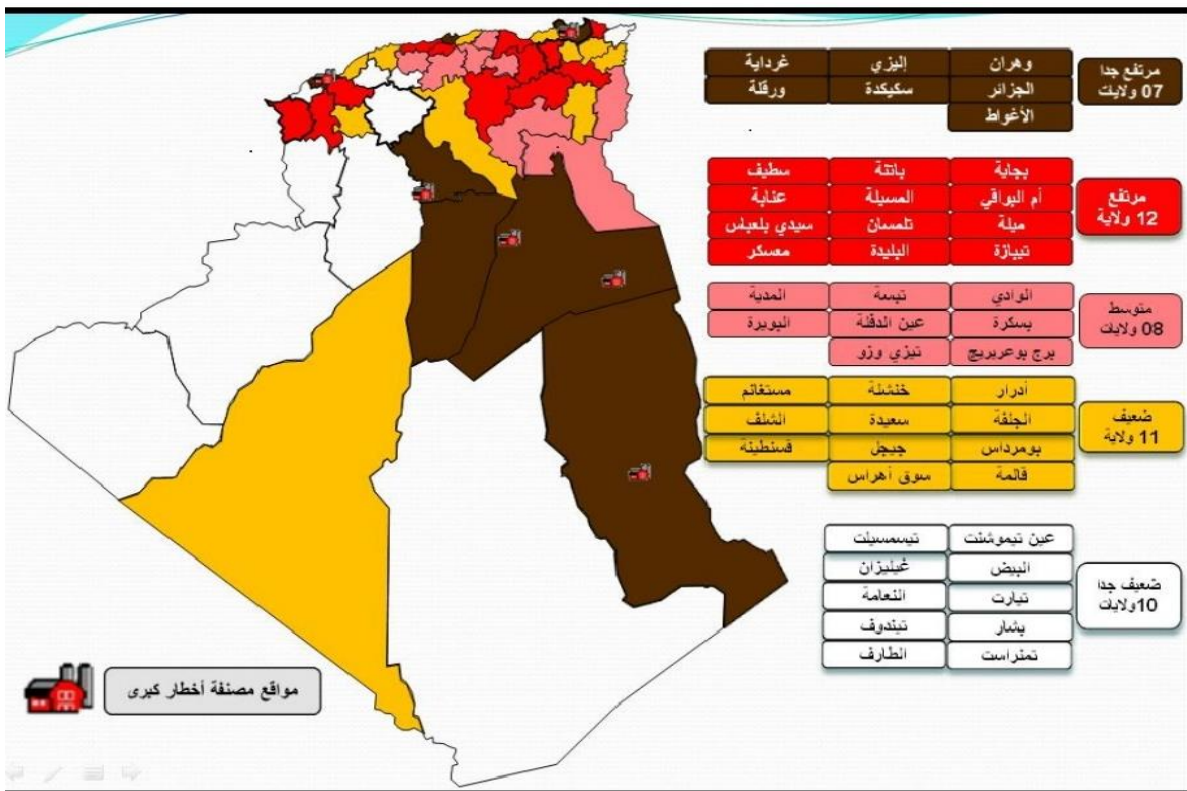 مرتفع جدا
07 ولايات
وهران إليزي غرداية
الجزائر سكيكدة ورقلة
الأغواط
مرتفع
12 ولاية
بجاية باتنة سطيف
أم البواقي المسيلة عنابة
ميلة تلمسان سيدي بلعباس
تيبازة البليدة معسكر
متوسط
08 ولايات
الوادي تبسة المدية
بسكرة عين الدفلة البويرة
برج بوعريريج تيزي وزو
ضعيف
11 ولاية
أدرار خنشلة مستغانم
الجلفة سعيدة الشلف
بومرداس جيجل قسنطينة
قالمة سوق أهراس
ضعيف جدا
10ولايات
عين تيموشنت تيسمسيلت
البيض غيليزان
تيارت النعامة
بشار تيندوف
تمنراست الطارف
مواقع مصنفة أخطار كبرى